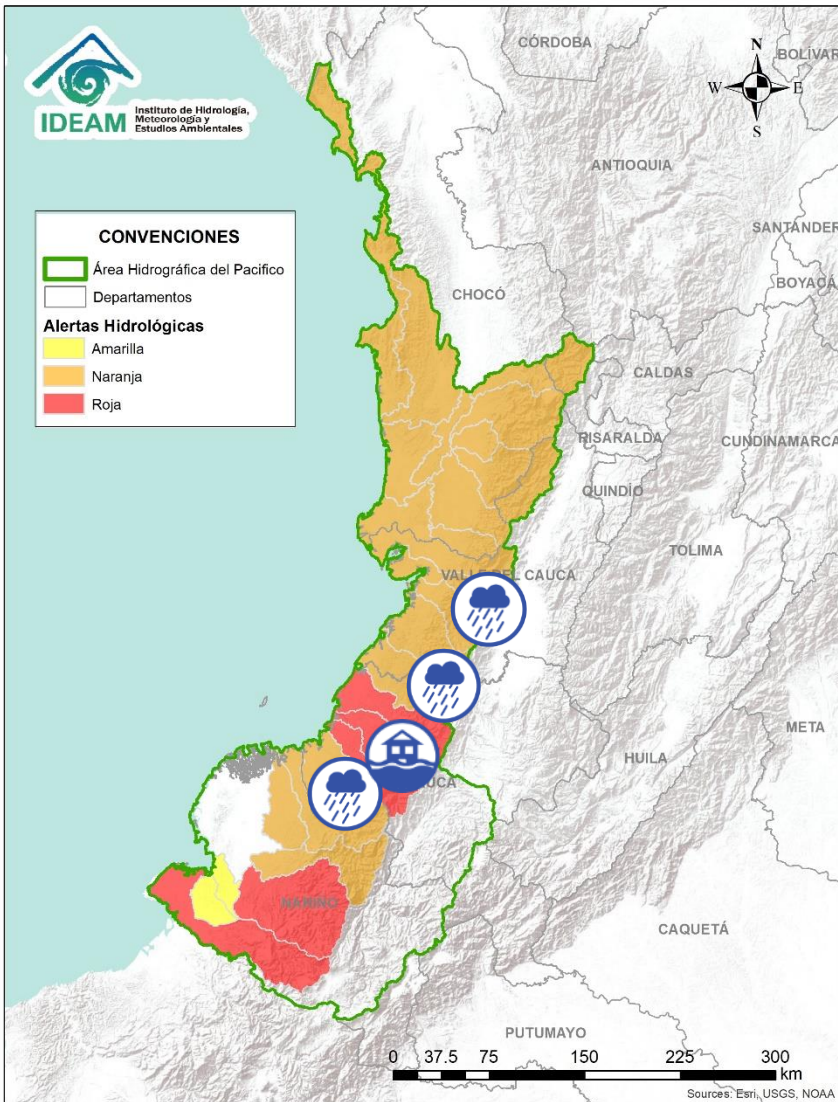 IDEAM
Instituto de Hidrología,
Meteorología y
Estudios Ambientales
N
W E
S
CONVENCIONES
Área Hidrográfica del Pacifico
Departamentos
Alertas Hidrológicas
Amarilla
Naranja
Roja
CÓRDOBA
BOLÍVAR
ANTIOQUIA
SANTANDER
BOYACÁ
CHOCÓ
CALDAS
RISARALDA
CUNDINAMARCA
QUINDÍO
TOLIMA
VALLE DEL CAUCA
META
HUILA
CAUCA
NARIÑO
CAQUETÁ
PUTUMAYO
0 37.5 75 150 225 300
km
Sources: Esri, USGS, NOAA